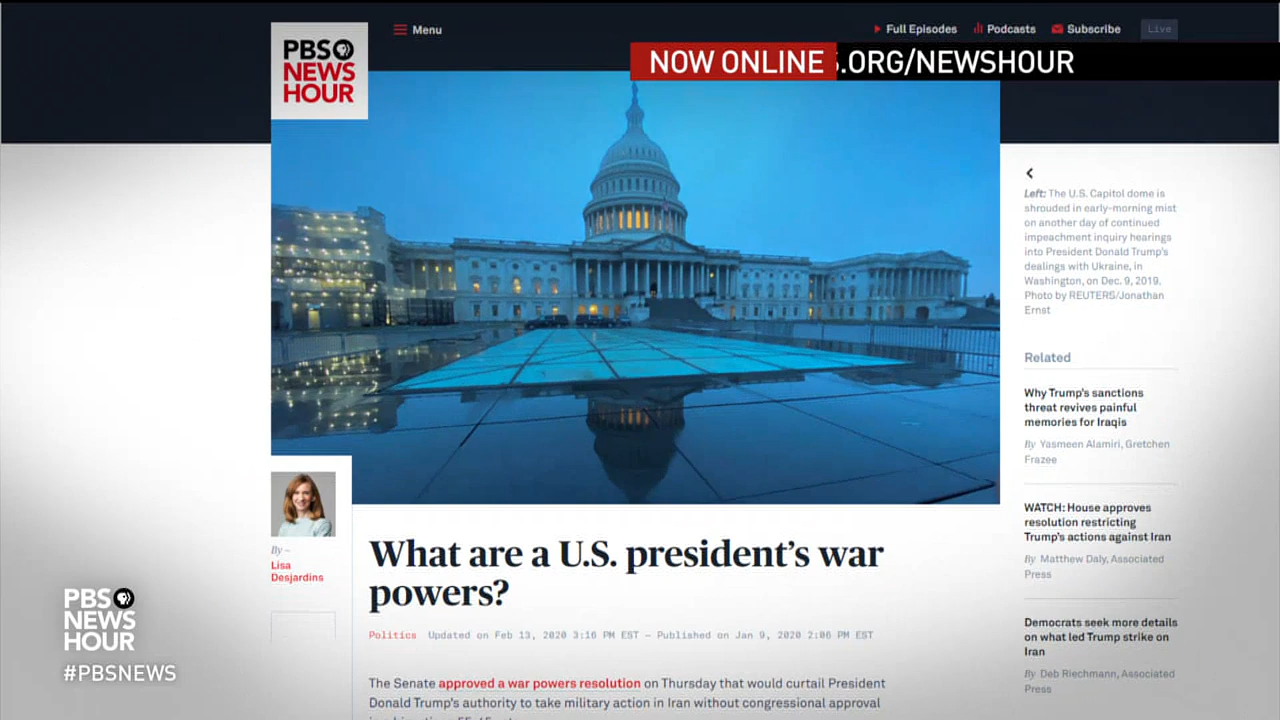 PBS
NEWS
HOUR
Menu
Full Episodes
Podcasts
Subscribe
Live
NOW ONLINE
.ORG/NEWSHOUR
Left: The U.S. Capitol dome is
shrouded in early-morning mist
on another day of continued
impeachment inquiry hearings
into President Donald Trump's
dealings with Ukraine, in
Washington, on Dec. 9, 2019.
Photo by REUTERS/Jonathan
Ernst
Related
Why Trump's sanctions
threat revives painful
memories for Iraqis
By Yasmeen Alamiri, Gretchen
Frazee
WATCH: House approves
resolution restricting
Trump's actions against Iran
By Matthew Daly, Associated
Press
Democrats seek more details
on what led Trump strike on
Iran
By Deb Riechmann, Associated
Press
By –
Lisa
Desjardins
What are a U.S. president's war
powers?
Politics Updated on Feb 13, 2020 3:16 PM EST – Published on Jan 9, 2020 2:06 PM EST
The Senate approved a war powers resolution on Thursday that would curtail President
Donald Trump's authority to take military action in Iran without congressional approval
PBS
NEWS
HOUR
#PBSNEWS